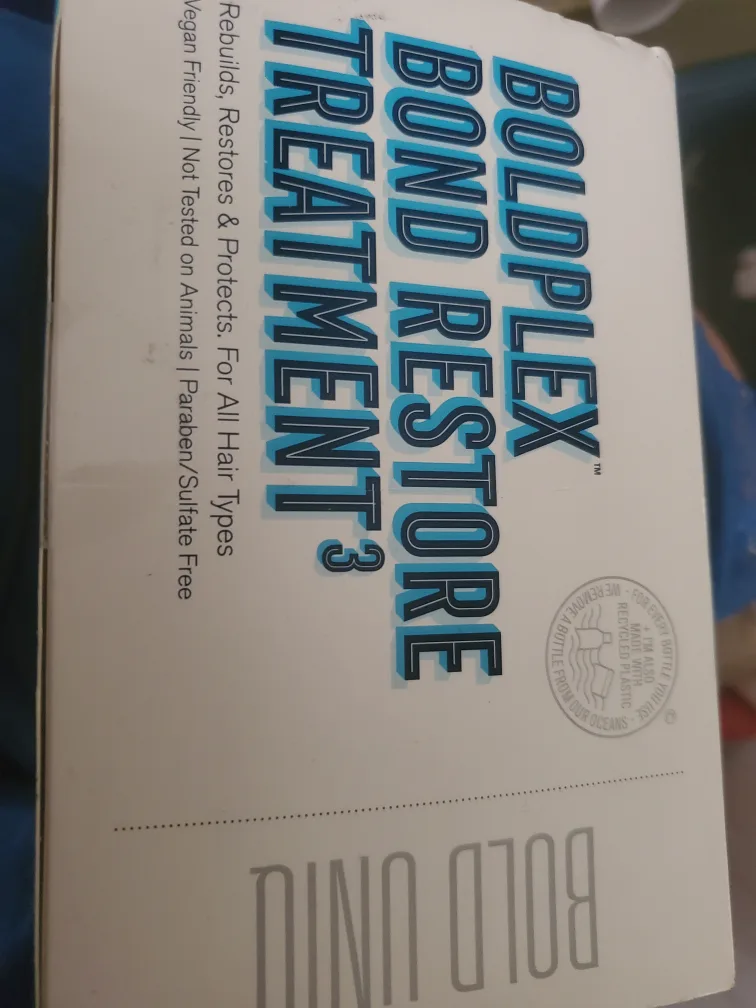 BOLDPLEX™
BOND RESTORE
TREATMENT³
Rebuilds, Restores & Protects. For All Hair Types
Vegan Friendly | Not Tested on Animals | Paraben/Sulfate Free
FOR EVERY BOTTLE YOU USE - WE REMOVE A BOTTLE FROM OUR OCEANS -
+ I'M ALSO
MADE WITH
RECYCLED PLASTIC
BOLD UNIQ